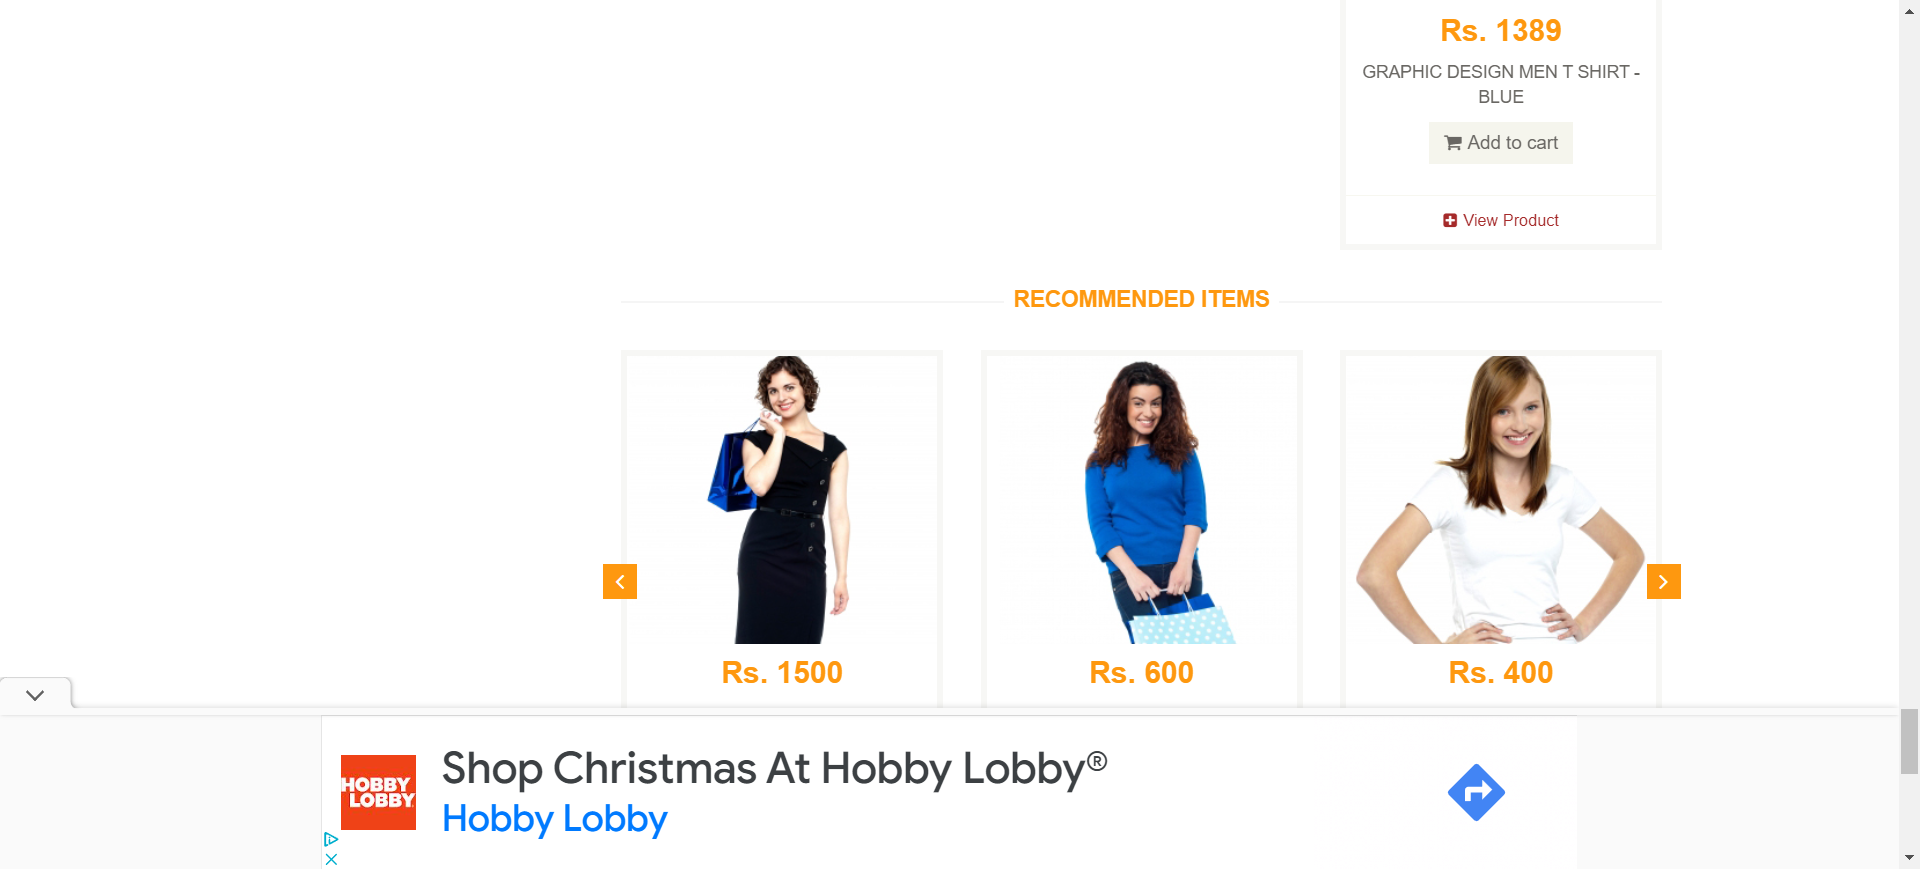 Rs. 1389
GRAPHIC DESIGN MEN T SHIRT -
BLUE
Add to cart
View Product
RECOMMENDED ITEMS
Rs. 1500
Rs. 600
Rs. 400
HOBBY
LOBBY
Shop Christmas At Hobby Lobby®
Hobby Lobby